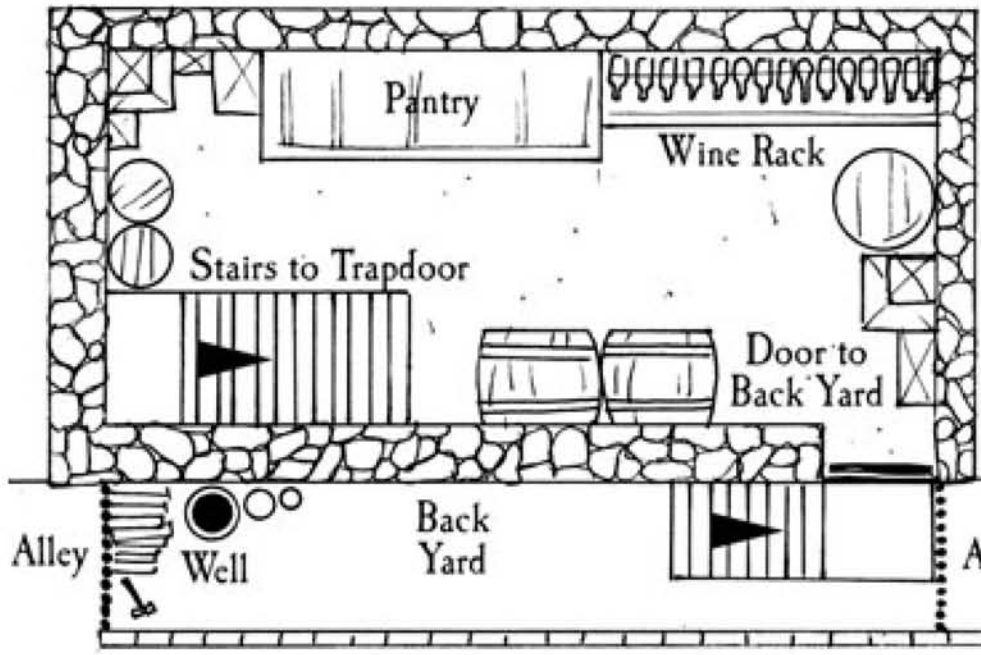 Pantry
Wine Rack
Stairs to Trapdoor
Door to
Back Yard
Back
Yard
Alley
Well
A